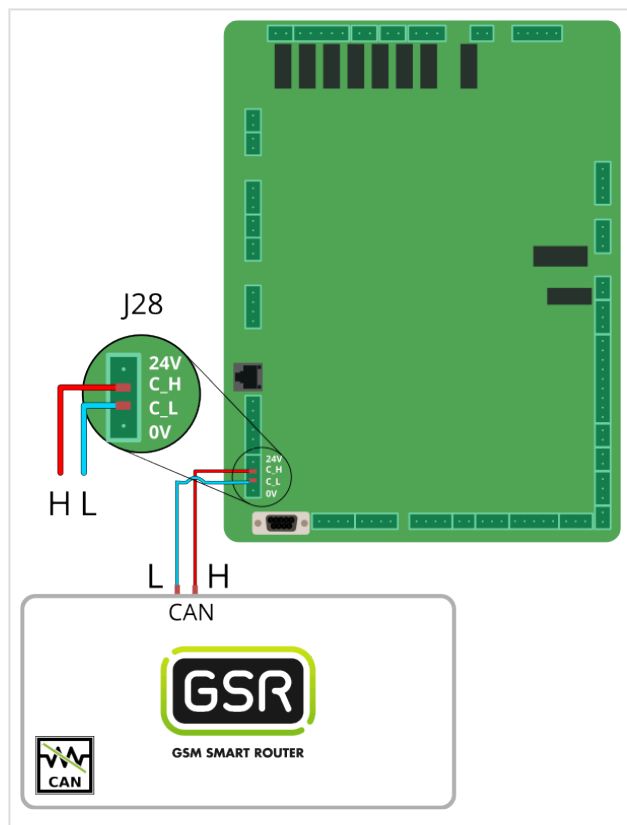 J28
24V
C_H
C_L
0V
H L
24V
C_H
C_L
0V
L H
CAN
GSR
GSM SMART ROUTER
CAN